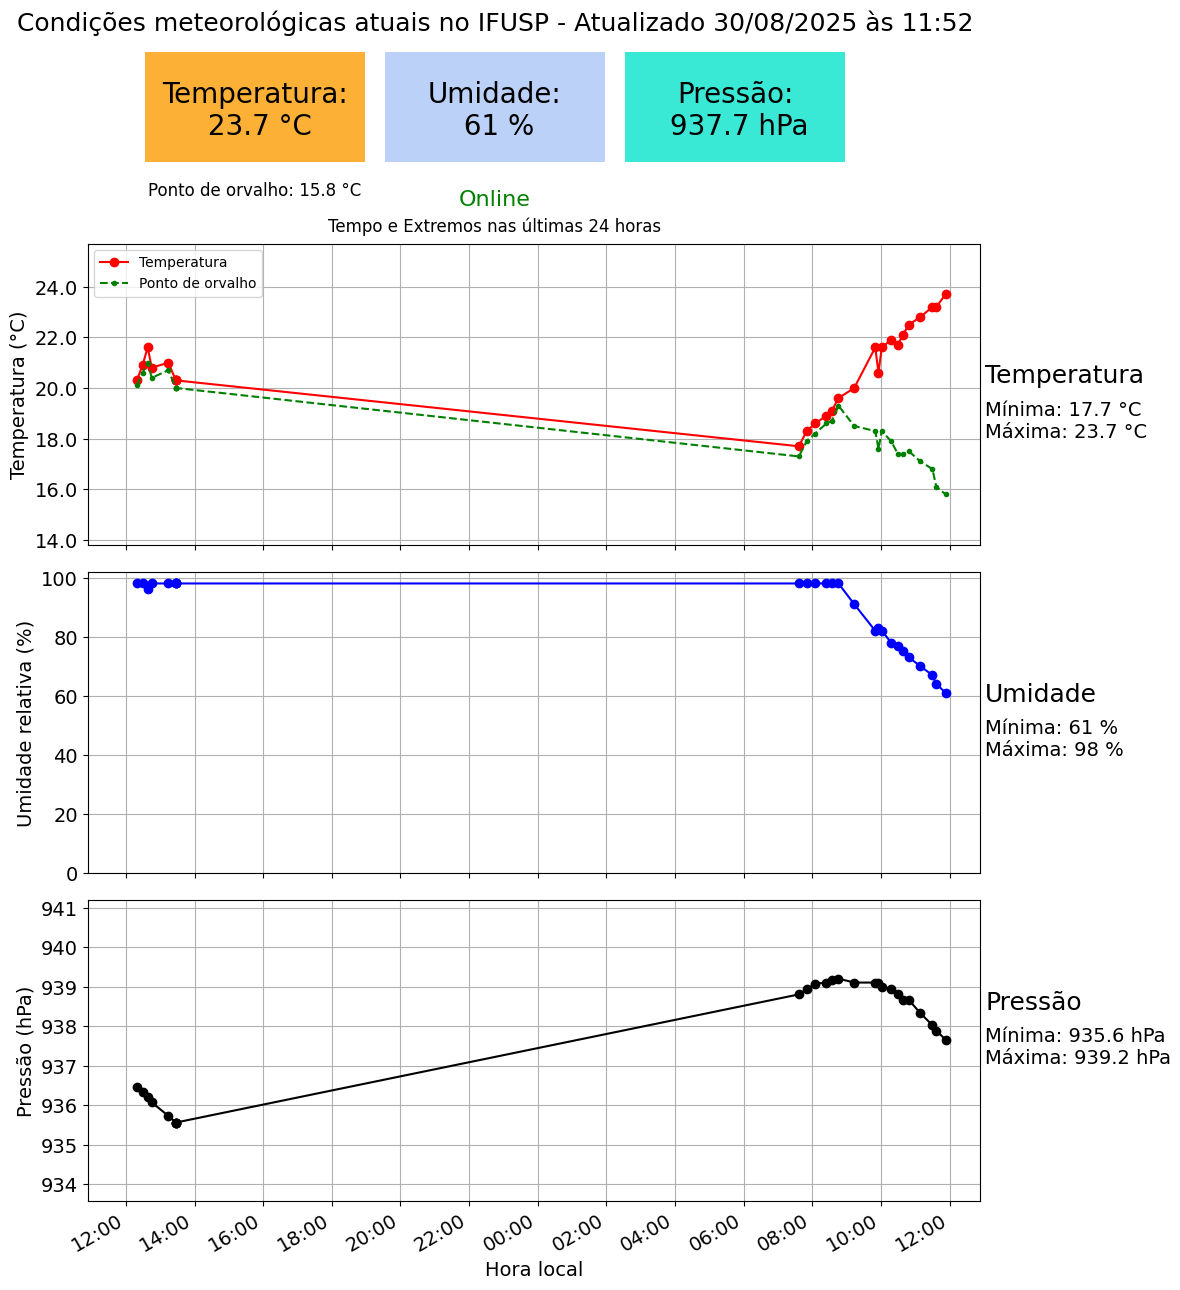 Condições meteorológicas atuais no IFUSP - Atualizado 30/08/2025 às 11:52
Temperatura:
23.7 °C
Umidade:
61 %
Pressão:
937.7 hPa
Ponto de orvalho: 15.8 °C
Online
Tempo e Extremos nas últimas 24 horas
Temperatura
Ponto de orvalho
Temperatura (°C)
24.0
22.0
20.0
18.0
16.0
14.0
Temperatura
Mínima: 17.7 °C
Máxima: 23.7 °C
Umidade relativa (%)
100
80
60
40
20
0
Umidade
Mínima: 61 %
Máxima: 98 %
Pressão (hPa)
941
940
939
938
937
936
935
934
Pressão
Mínima: 935.6 hPa
Máxima: 939.2 hPa
12:00
14:00
16:00
18:00
20:00
22:00
00:00
02:00
04:00
06:00
08:00
10:00
12:00
Hora local